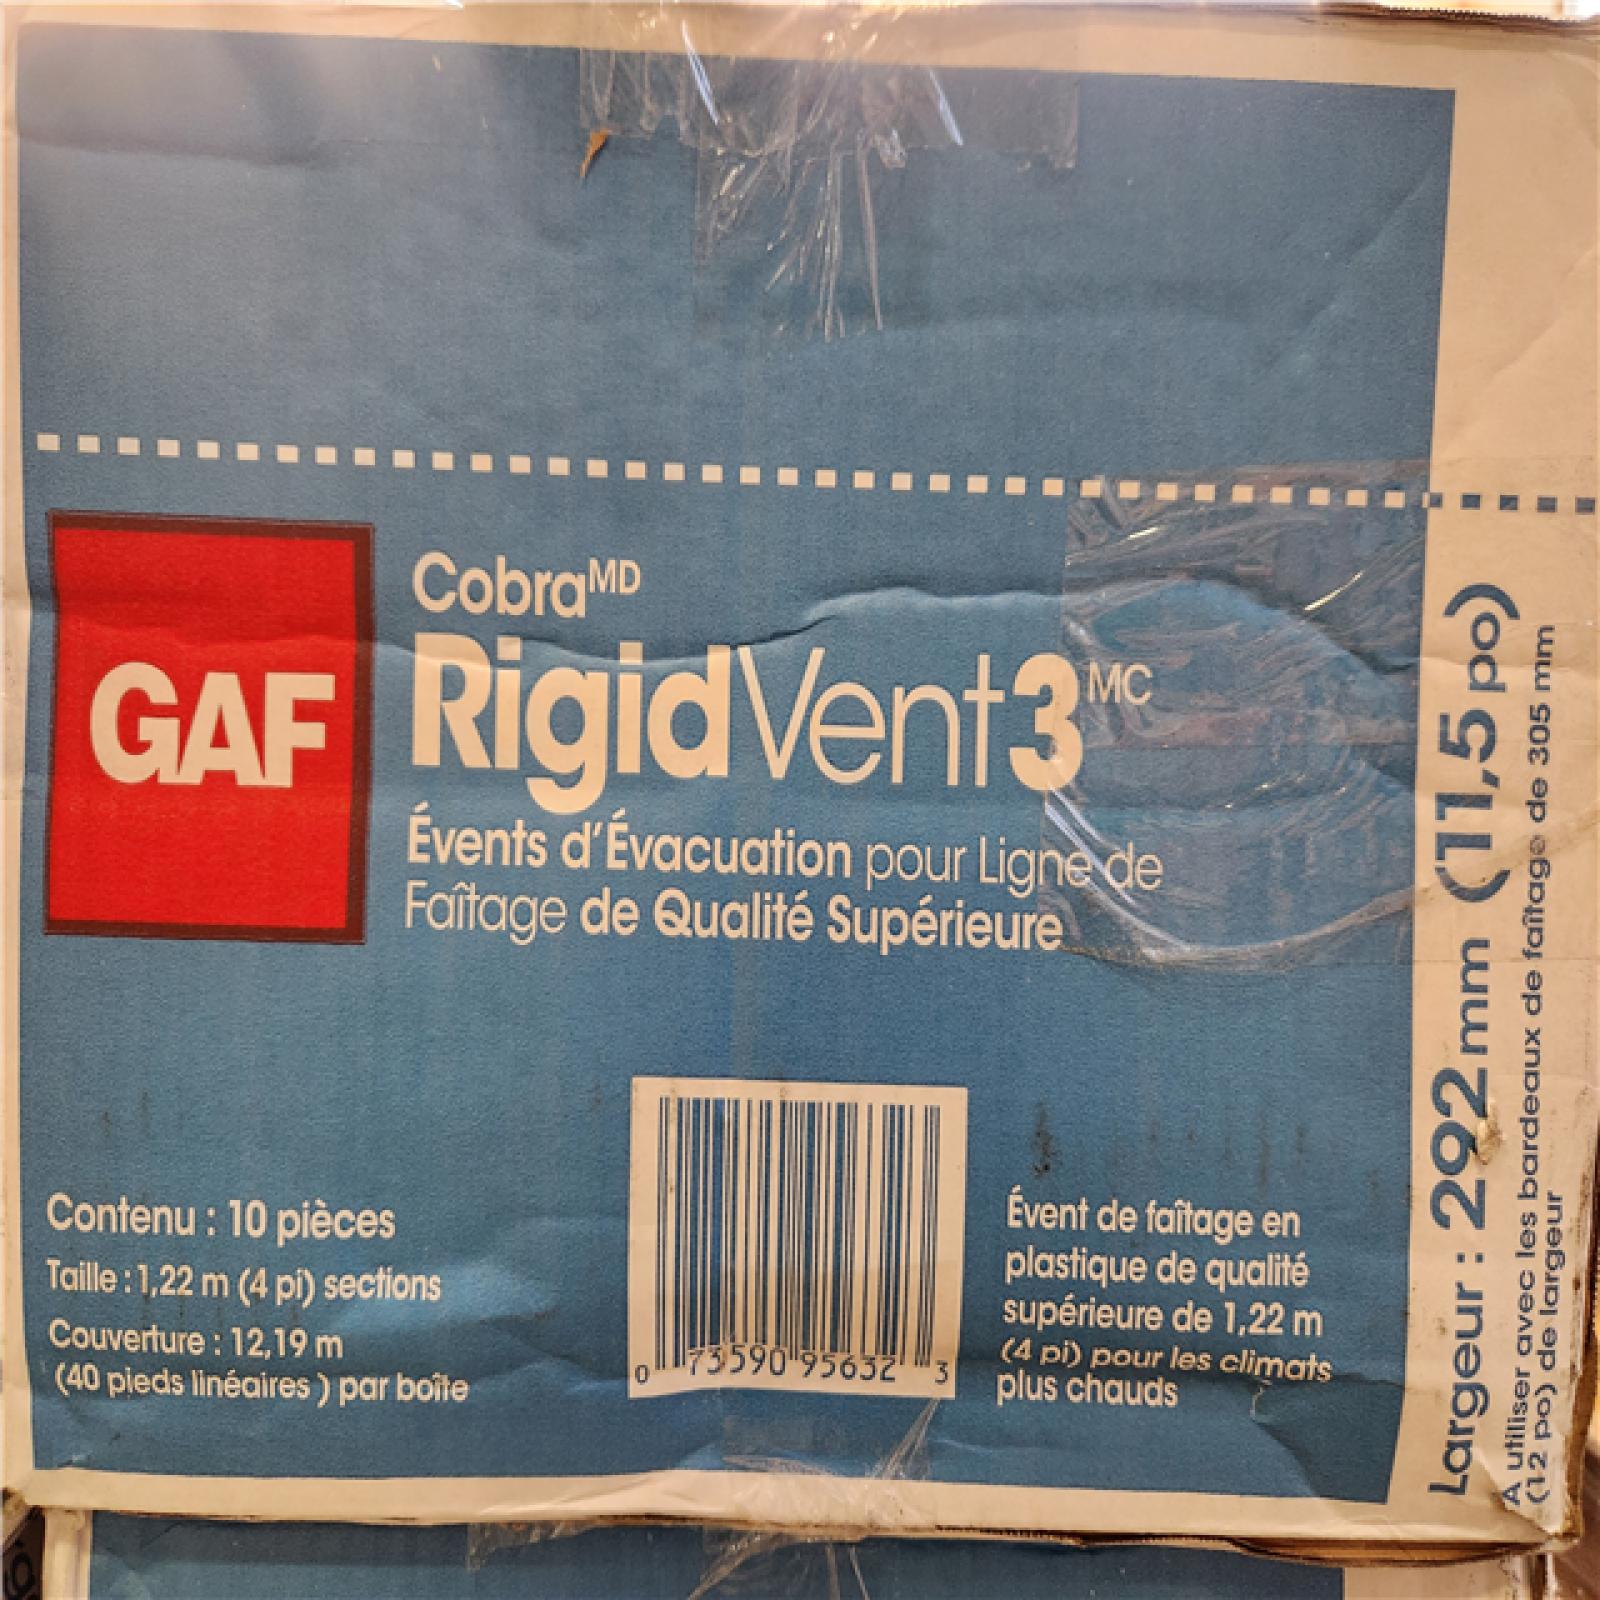 GAF
Cobra MD
RigidVent3 MC
Évents d'Évacuation pour Ligne de
Faîtage de Qualité Supérieure
Contenu : 10 pièces
Taille : 1,22 m (4 pi) sections
Couverture : 12,19 m
(40 pieds linéaires ) par boîte
0 73590 95632 3
Évent de faîtage en
plastique de qualité
supérieure de 1,22 m
(4 pi) pour les climats
plus chauds
Largeur : 292 mm (11,5 po)
À utiliser avec les bardeaux de faîtage de 305 mm
(12 po) de largeur